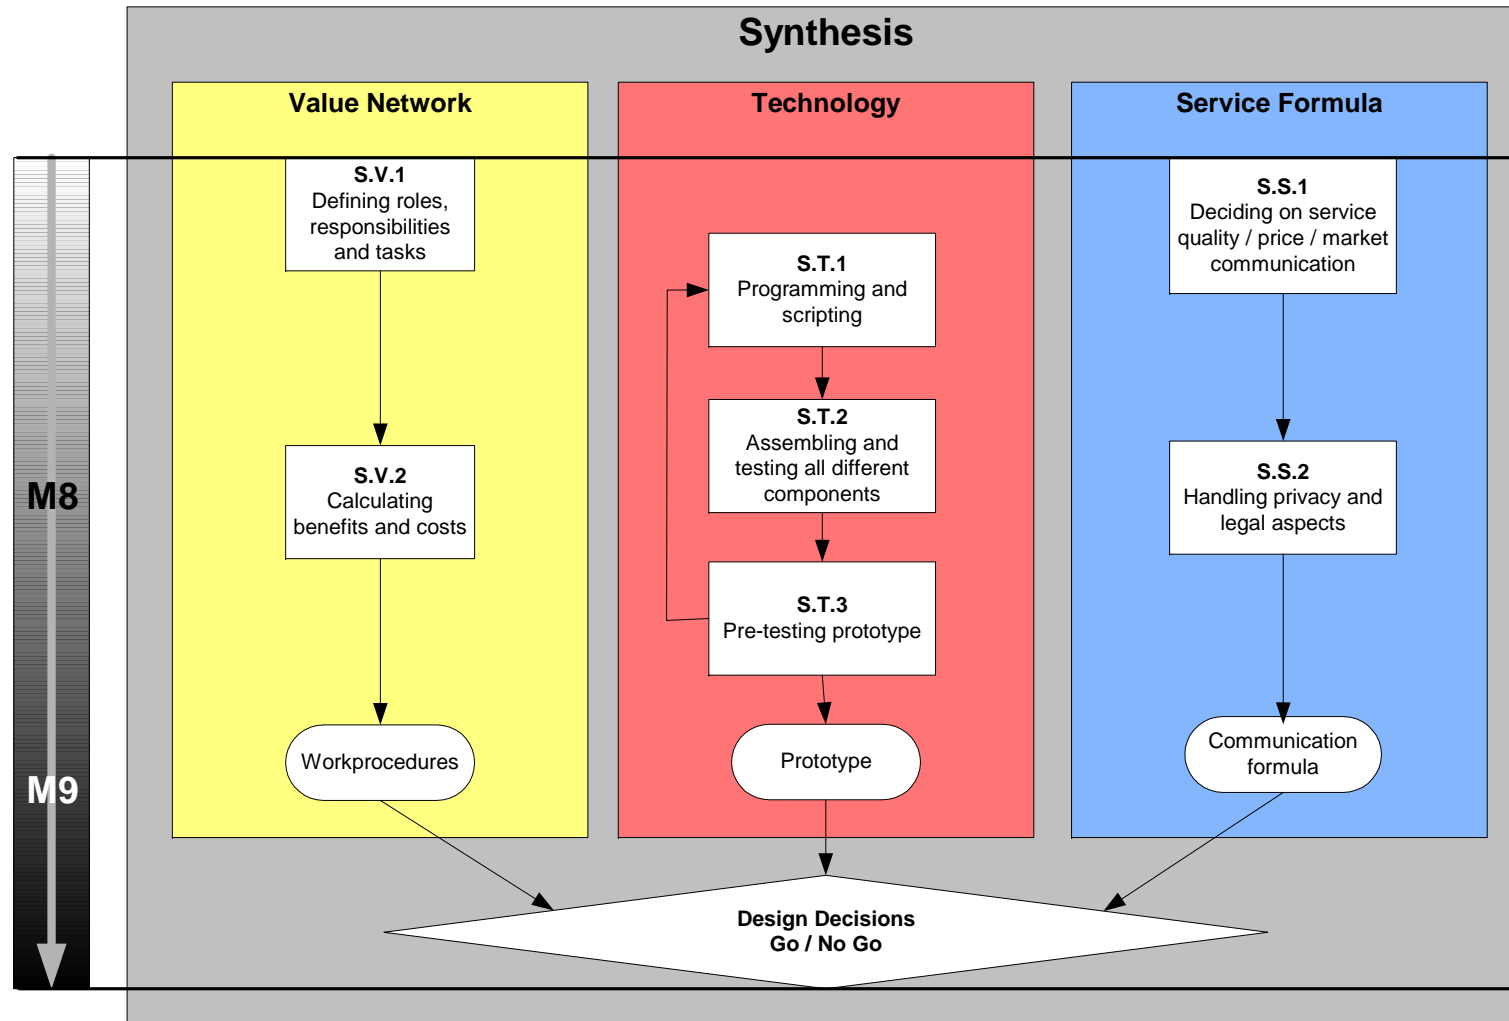 Synthesis
Value Network
S.V.1
Defining roles,
responsibilities
and tasks
S.V.2
Calculating
benefits and costs
Workprocedures
Technology
S.T.1
Programming and
scripting
S.T.2
Assembling and
testing all different
components
S.T.3
Pre-testing prototype
Prototype
Service Formula
S.S.1
Deciding on service
quality / price / market
communication
S.S.2
Handling privacy and
legal aspects
Communication
formula
M8
M9
Design Decisions
Go / No Go